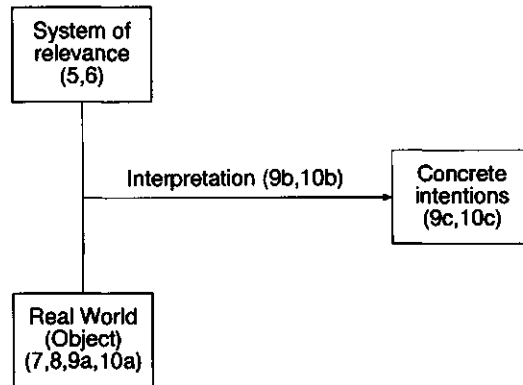 System of
relevance
(5,6)
Interpretation (9b,10b)
Concrete
intentions
(9c,10c)
Real World
(Object)
(7,8,9a,10a)